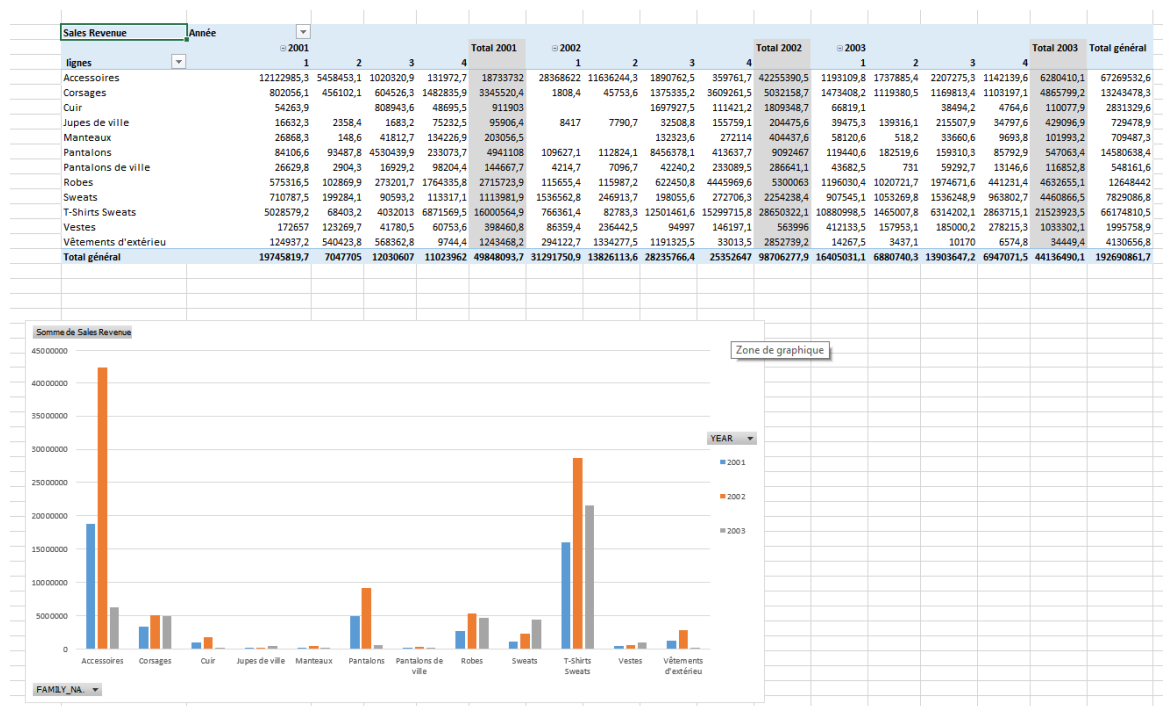 Sales Revenue Année
2001 Total 2001 2002 Total 2002 2003 Total 2003 Total général
lignes 1 2 3 4 1 2 3 4 1 2 3 4
Accessoires 12122985,3 5458453,1 1020320,9 131972,7 18733732 28368622 11636244,3 1890762,5 359761,7 42255390,5 1193109,8 1737885,4 2207275,3 1142139,6 6280410,1 67269532,6
Corsages 802056,1 456102,1 604526,3 1482835,9 3345520,4 1808,4 45753,6 1375335,2 3609261,5 5032158,7 1473408,2 1119380,5 1169813,4 1103197,1 4865799,2 13243478,3
Cuir 54263,9 808943,6 48695,5 911903 1697927,5 111421,2 1809348,7 66819,1 38494,2 4764,6 110077,9 2831329,6
Jupes de ville 16632,3 2358,4 1683,2 75232,5 95906,4 8417 7790,7 32508,8 155759,1 204475,6 39475,3 139316,1 215507,9 34797,6 429096,9 729478,9
Manteaux 26868,3 148,6 41812,7 134226,9 203056,5 132323,6 272114 404437,6 58120,6 518,2 33660,6 9693,8 101993,2 709487,3
Pantalons 84106,6 93487,8 4530439,9 233073,7 4941108 109627,1 112824,1 8456378,1 413637,7 9092467 119440,6 182519,6 159310,3 85792,9 547063,4 14580638,4
Pantalons de ville 26629,8 2904,3 16929,2 98204,4 144667,7 4214,7 7096,7 42240,2 233089,5 286641,1 43682,5 731 59292,7 13146,6 116852,8 548161,6
Robes 575316,5 102869,9 273201,7 1764335,8 2715723,9 115655,4 115987,2 622450,8 4445969,6 5300063 1196030,4 1020721,7 1974671,6 441231,4 4632655,1 12648442
Sweats 710787,5 199284,1 90593,2 113317,1 1113981,9 1536562,8 246913,7 198055,6 272706,3 2254238,4 907545,1 1053269,8 1536248,9 963802,7 4460866,5 7829086,8
T-Shirts Sweats 5028579,2 68403,2 4032013 6871569,5 16000564,9 766361,4 82783,3 12501461,6 15299715,8 28650322,1 10880998,5 1465007,8 6314202,1 2863715,1 21523923,5 66174810,5
Vestes 172657 123269,7 41780,5 60753,6 398460,8 86359,4 236442,5 94997 146197,1 563996 412133,5 157953,1 185000,2 278215,3 1033302,1 1995758,9
Vêtements d'extérieu 124937,2 540423,8 568362,8 9744,4 1243468,2 294122,7 1334277,5 1191325,5 33013,5 2852739,2 14267,5 3437,1 10170 6574,8 34449,4 4130656,8
Total général 19745819,7 7047705 12030607 11023962 49848093,7 31291750,9 13826113,6 28235766,4 25352647 98706277,9 16405031,1 6880740,3 13903647,2 6947071,5 44136490,1 192690861,7
Somme de Sales Revenue
Zone de graphique
45000000
40000000
35000000
30000000
25000000
20000000
15000000
10000000
5000000
0
YEAR
2001
2002
2003
Accessoires Corsages Cuir Jupes de ville Manteaux Pantalons Pantalons de Robes Sweats T-Shirts Vestes Vêtements
ville Sweats d'extérieu
FAMILY_NA..